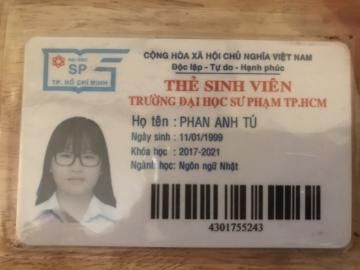 ĐẠI HỌC
SP
TP. HỒ CHÍ MINH
CỘNG HÒA XÃ HỘI CHỦ NGHĨA VIỆT NAM
Độc lập - Tự do - Hạnh phúc
THẺ SINH VIÊN
TRƯỜNG ĐẠI HỌC SƯ PHẠM TP.HCM
Họ tên : PHAN ANH TÚ
Ngày sinh : 11/01/1999
Khóa học : 2017-2021
Ngành học: Ngôn ngữ Nhật
4301755243